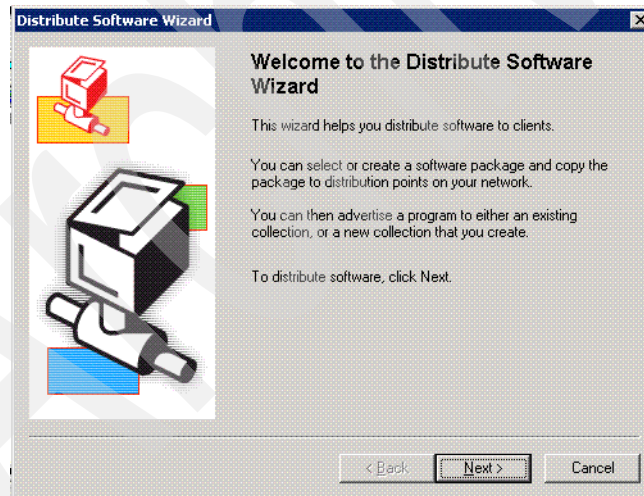 Distribute Software Wizard
Welcome to the Distribute Software
Wizard
This wizard helps you distribute software to clients.
You can select or create a software package and copy the
package to distribution points on your network.
You can then advertise a program to either an existing
collection, or a new collection that you create.
To distribute software, click Next.
< Back
Next >
Cancel